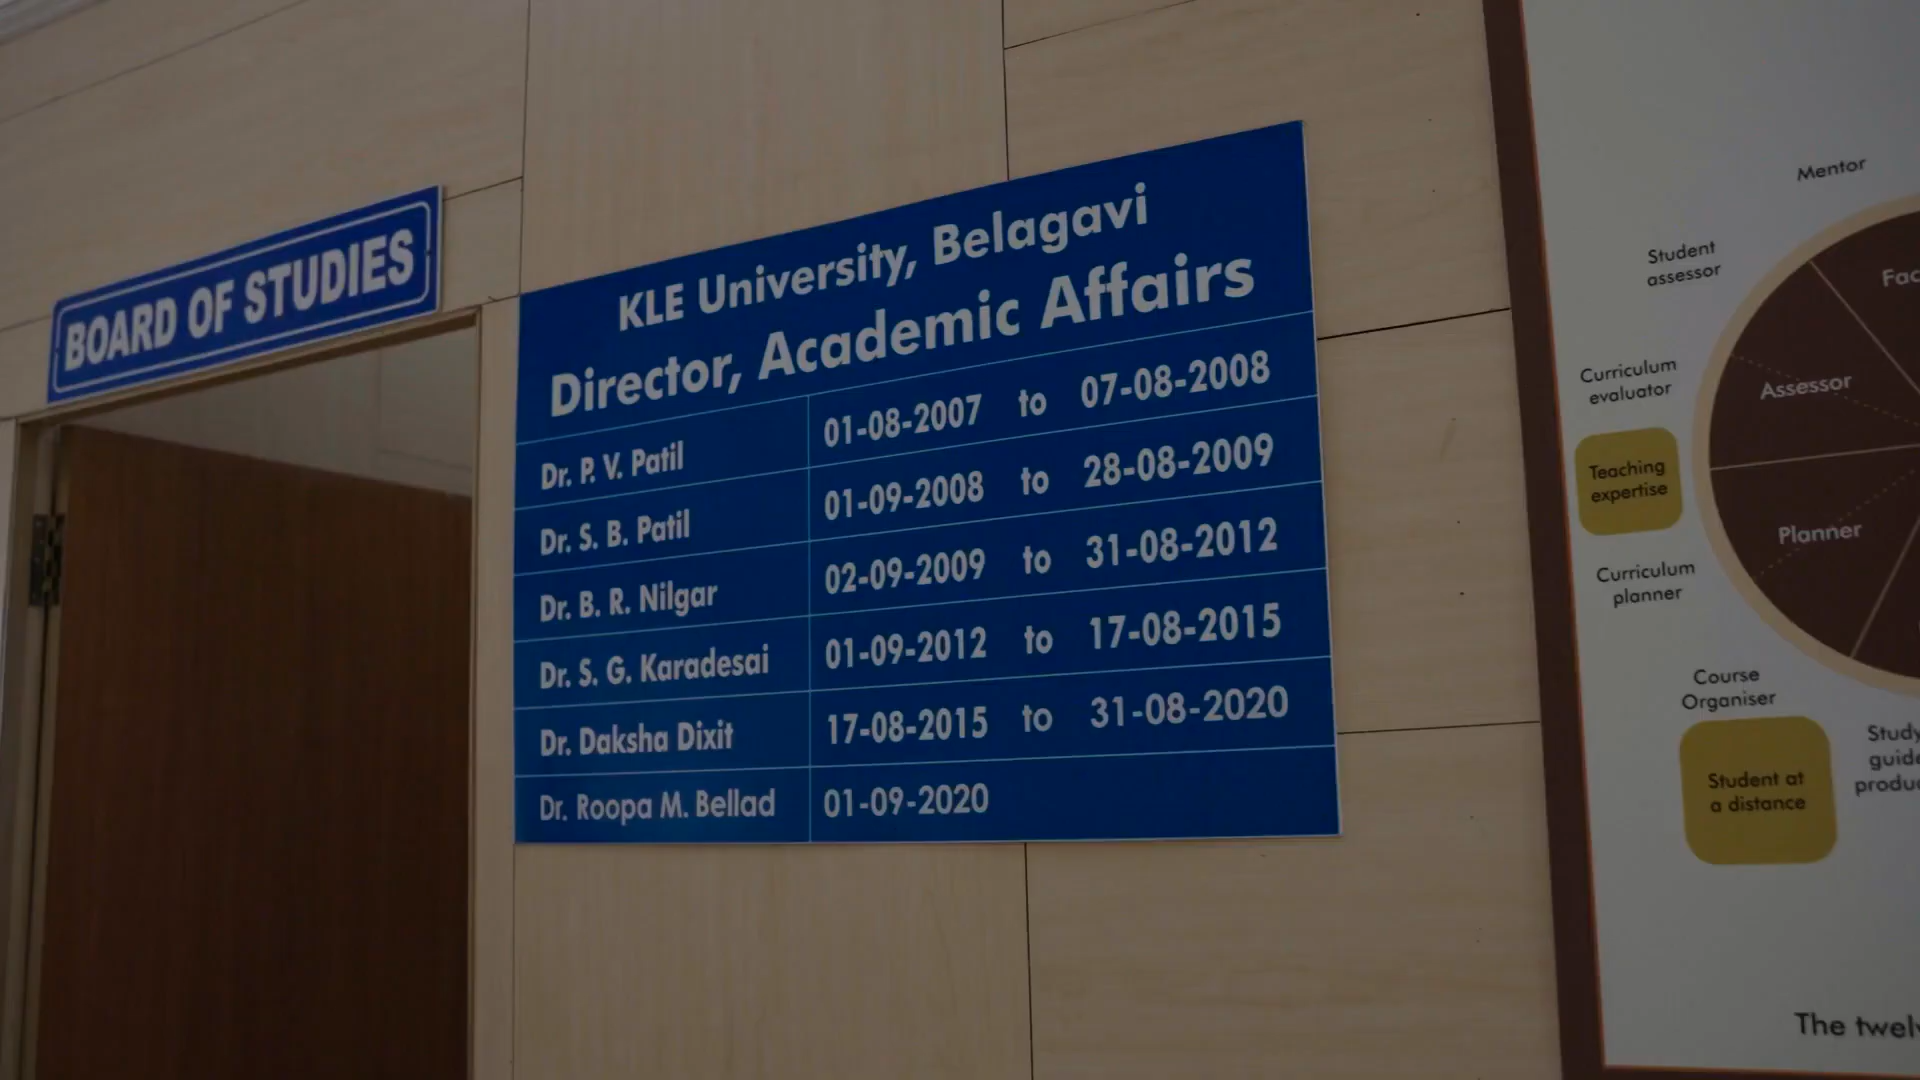 BOARD OF STUDIES
KLE University, Belagavi
Director, Academic Affairs
Dr. P. V. Patil 01-08-2007 to 07-08-2008
Dr. S. B. Patil 01-09-2008 to 28-08-2009
Dr. B. R. Nilgar 02-09-2009 to 31-08-2012
Dr. S. G. Karadesai 01-09-2012 to 17-08-2015
Dr. Daksha Dixit 17-08-2015 to 31-08-2020
Dr. Roopa M. Bellad 01-09-2020
Mentor
Student
assessor
Curriculum
evaluator
Assessor
Teaching
expertise
Planner
Curriculum
planner
Course
Organiser
Study
Student at
a distance
The